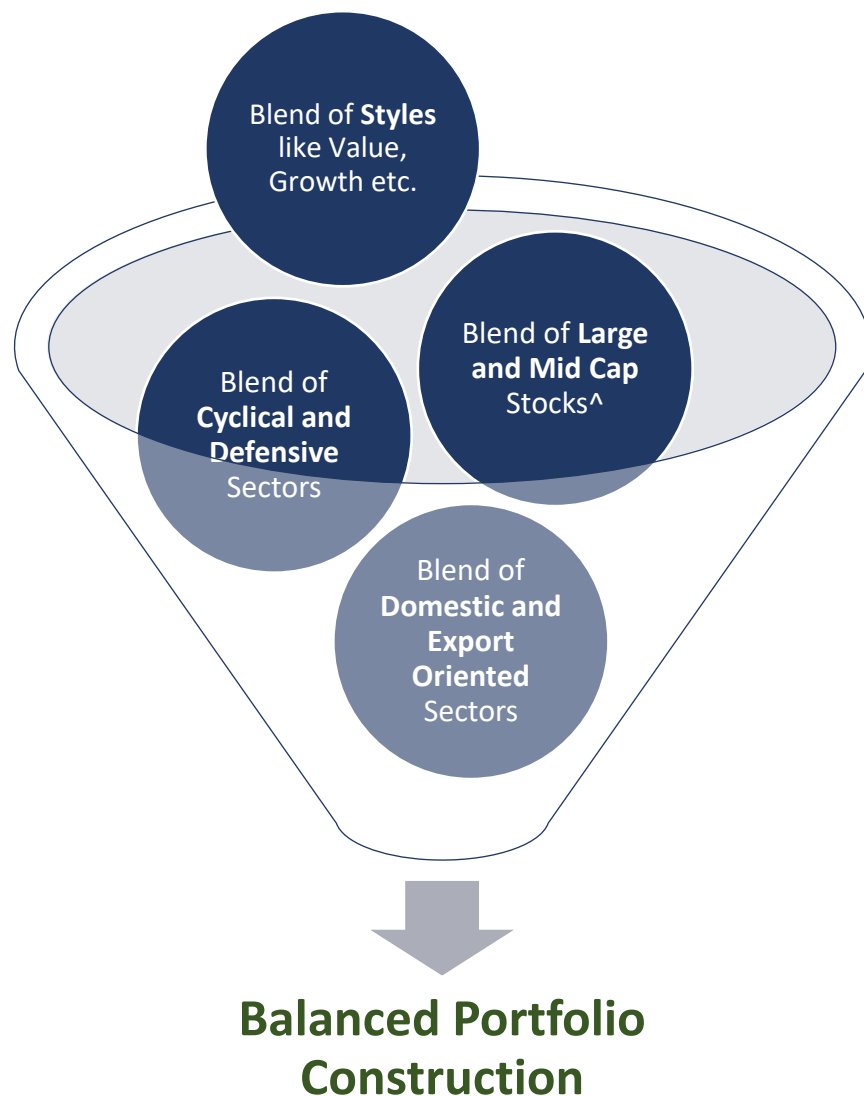 Blend of Styles
like Value,
Growth etc.
Blend of Large
and Mid Cap
Stocks^
Blend of
Cyclical and
Defensive
Sectors
Blend of
Domestic and
Export
Oriented
Sectors
Balanced Portfolio
Construction